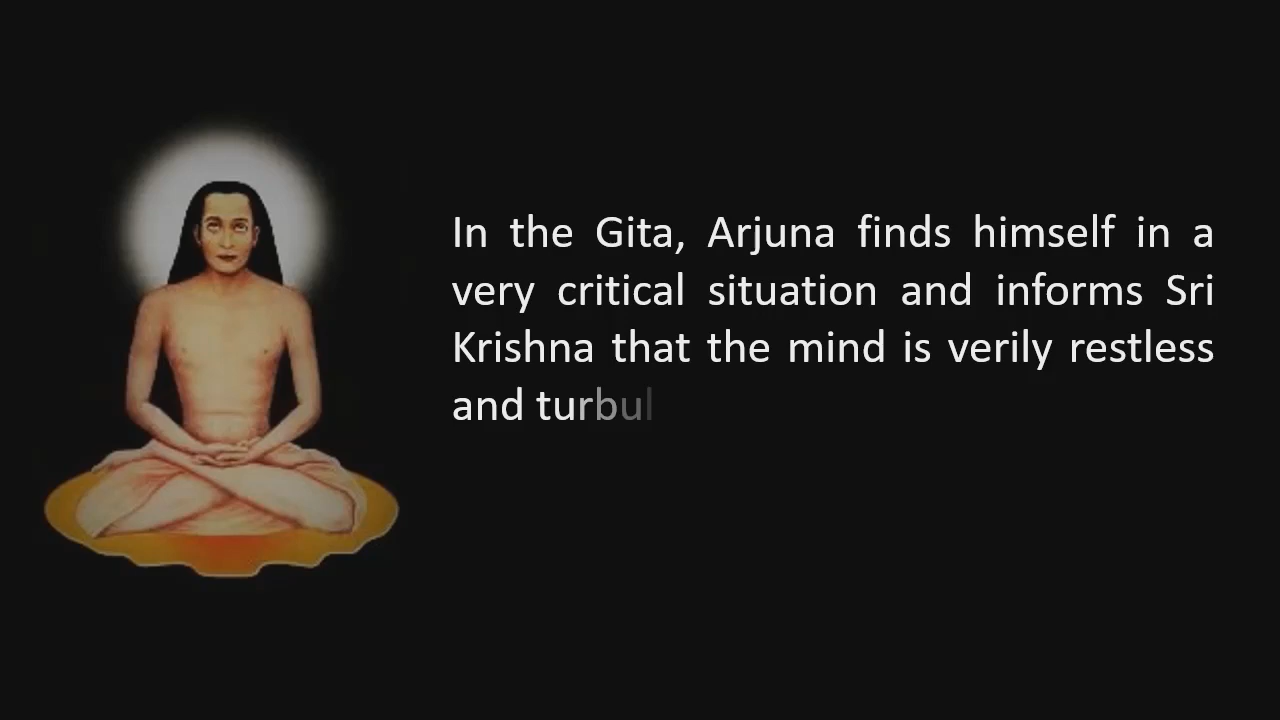 In the Gita, Arjuna finds himself in a
very critical situation and informs Sri
Krishna that the mind is verily restless
and turbul